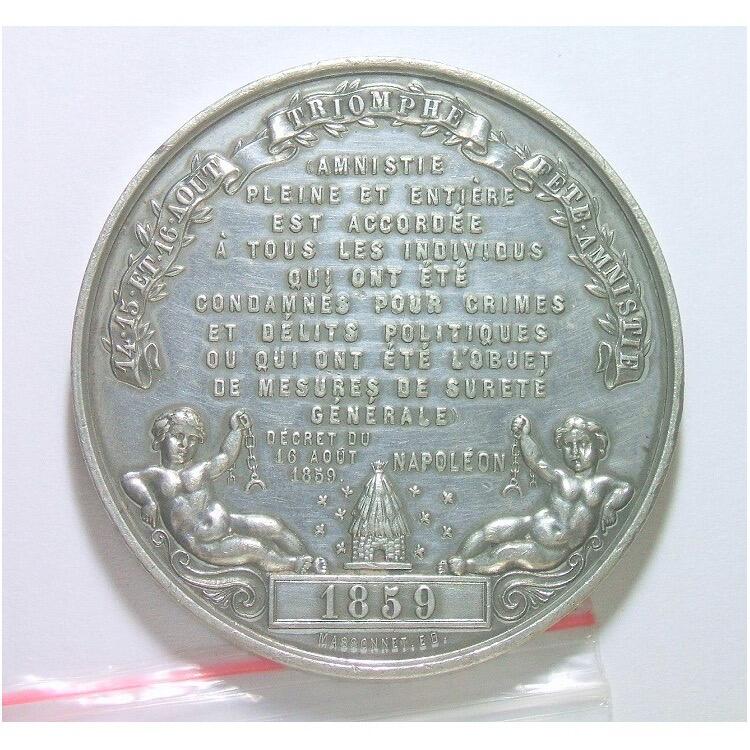 14·15·ET·16·AOUT
TRIOMPHE
FÊTE·AMNISTIE
«AMNISTIE
PLEINE ET ENTIÈRE
EST ACCORDÉE
À TOUS LES INDIVIDUS
QUI ONT ÉTÉ
CONDAMNÉS POUR CRIMES
ET DÉLITS POLITIQUES
OU QUI ONT ÉTÉ L'OBJET
DE MESURES DE SURETÉ
GÉNÉRALE»
DÉCRET DU
16 AOÛT
1859.
NAPOLÉON
1859
MASSONNET.ED.